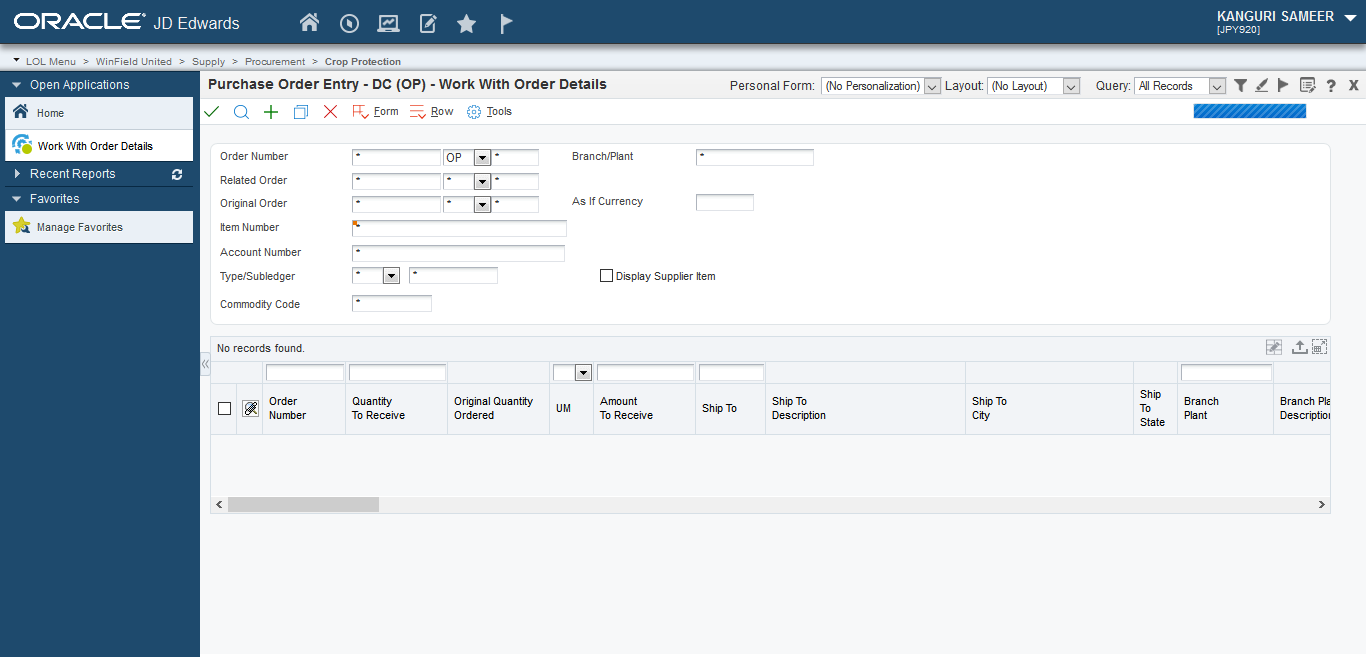 ORACLE® JD Edwards
KANGURI SAMEER
[JPY920]
LOL Menu > WinField United > Supply > Procurement > Crop Protection
Open Applications
Home
Work With Order Details
Recent Reports
Favorites
Manage Favorites
Purchase Order Entry - DC (OP) - Work With Order Details
Personal Form: (No Personalization) Layout: (No Layout) Query: All Records
Form Row Tools
Order Number * OP * Branch/Plant *
Related Order * * *
Original Order * * * As If Currency
Item Number *
Account Number *
Type/Subledger * * Display Supplier Item
Commodity Code *
No records found.
Order Number
Quantity To Receive
Original Quantity Ordered
UM
Amount To Receive
Ship To
Ship To Description
Ship To City
Ship To State
Branch Plant
Branch Pla
Description